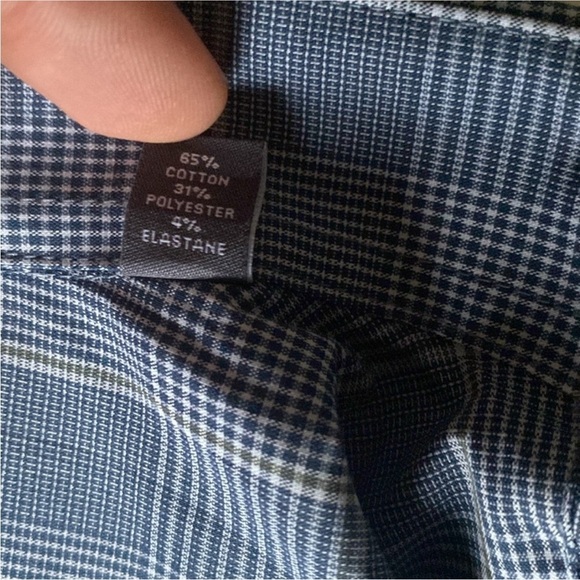 65%
COTTON
31%
POLYESTER
4%
ELASTANE